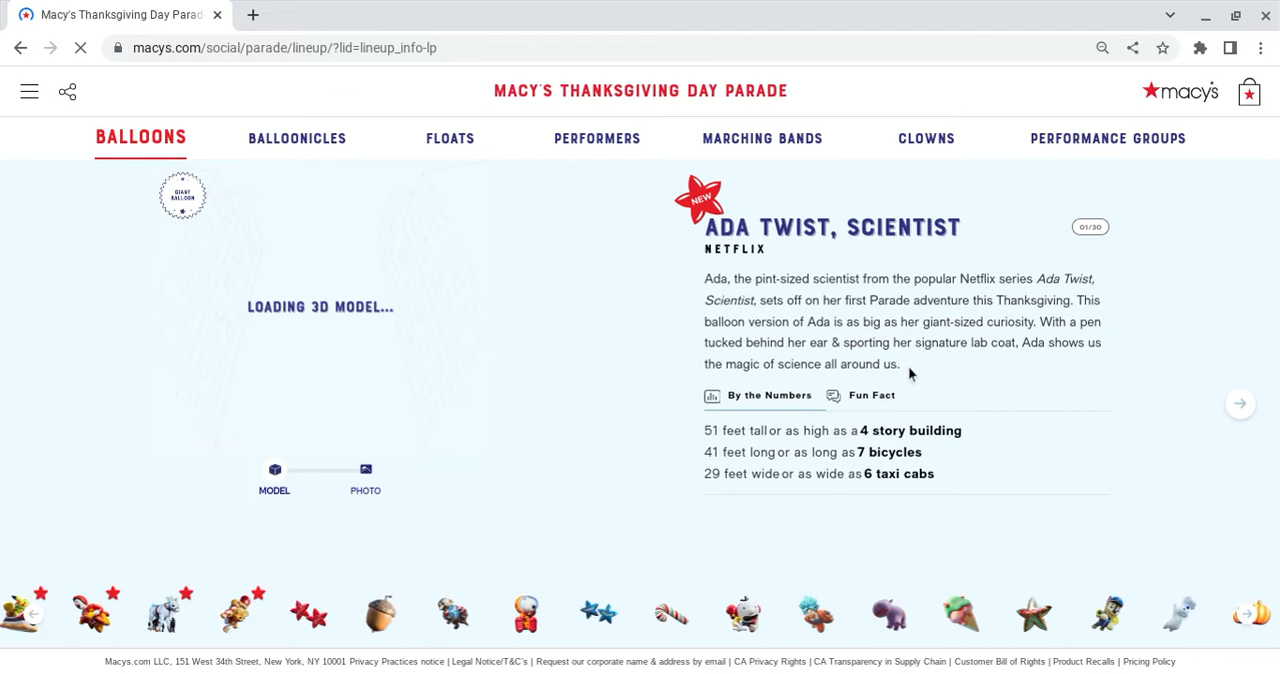 Macy's Thanksgiving Day Parad
macys.com/social/parade/lineup/?lid=lineup_info-lp
MACY'S THANKSGIVING DAY PARADE
★macy's
BALLOONS BALLOONICLES FLOATS PERFORMERS MARCHING BANDS CLOWNS PERFORMANCE GROUPS
GIANT
BALLOON
LOADING 3D MODEL...
MODEL PHOTO
NEW
ADA TWIST, SCIENTIST
01/30
NETFLIX
Ada, the pint-sized scientist from the popular Netflix series Ada Twist,
Scientist, sets off on her first Parade adventure this Thanksgiving. This
balloon version of Ada is as big as her giant-sized curiosity. With a pen
tucked behind her ear & sporting her signature lab coat, Ada shows us
the magic of science all around us.
By the Numbers Fun Fact
51 feet tall or as high as a 4 story building
41 feet long or as long as 7 bicycles
29 feet wide or as wide as 6 taxi cabs
Macys.com LLC, 151 West 34th Street, New York, NY 10001 Privacy Practices notice | Legal Notice/T&C's | Request our corporate name & address by email | CA Privacy Rights | CA Transparency in Supply Chain | Customer Bill of Rights | Product Recalls | Pricing Policy